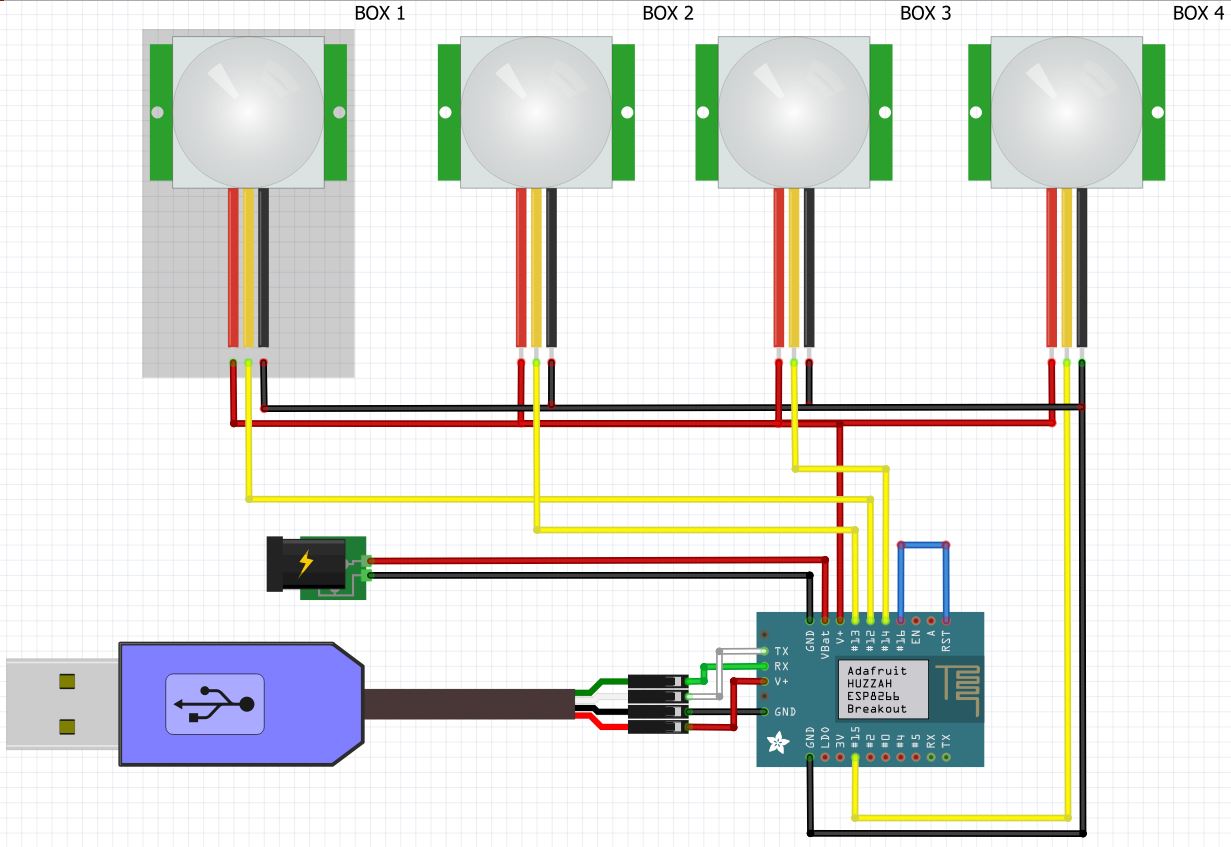 BOX 1
BOX 2
BOX 3
BOX 4
GND
VBat
V+
#13
#12
#14
#16
EN
A
RST
TX
RX
V+
GND
Adafruit
HUZZAH
ESP8266
Breakout
GND
LDO
3V
#15
#2
#0
#4
#5
RX
TX